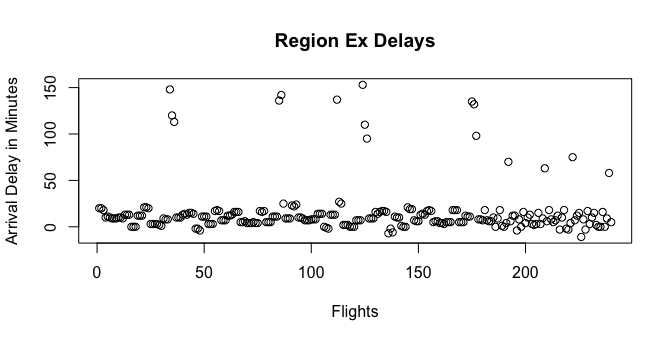 Region Ex Delays
Arrival Delay in Minutes
150
100
50
0
0 50 100 150 200
Flights